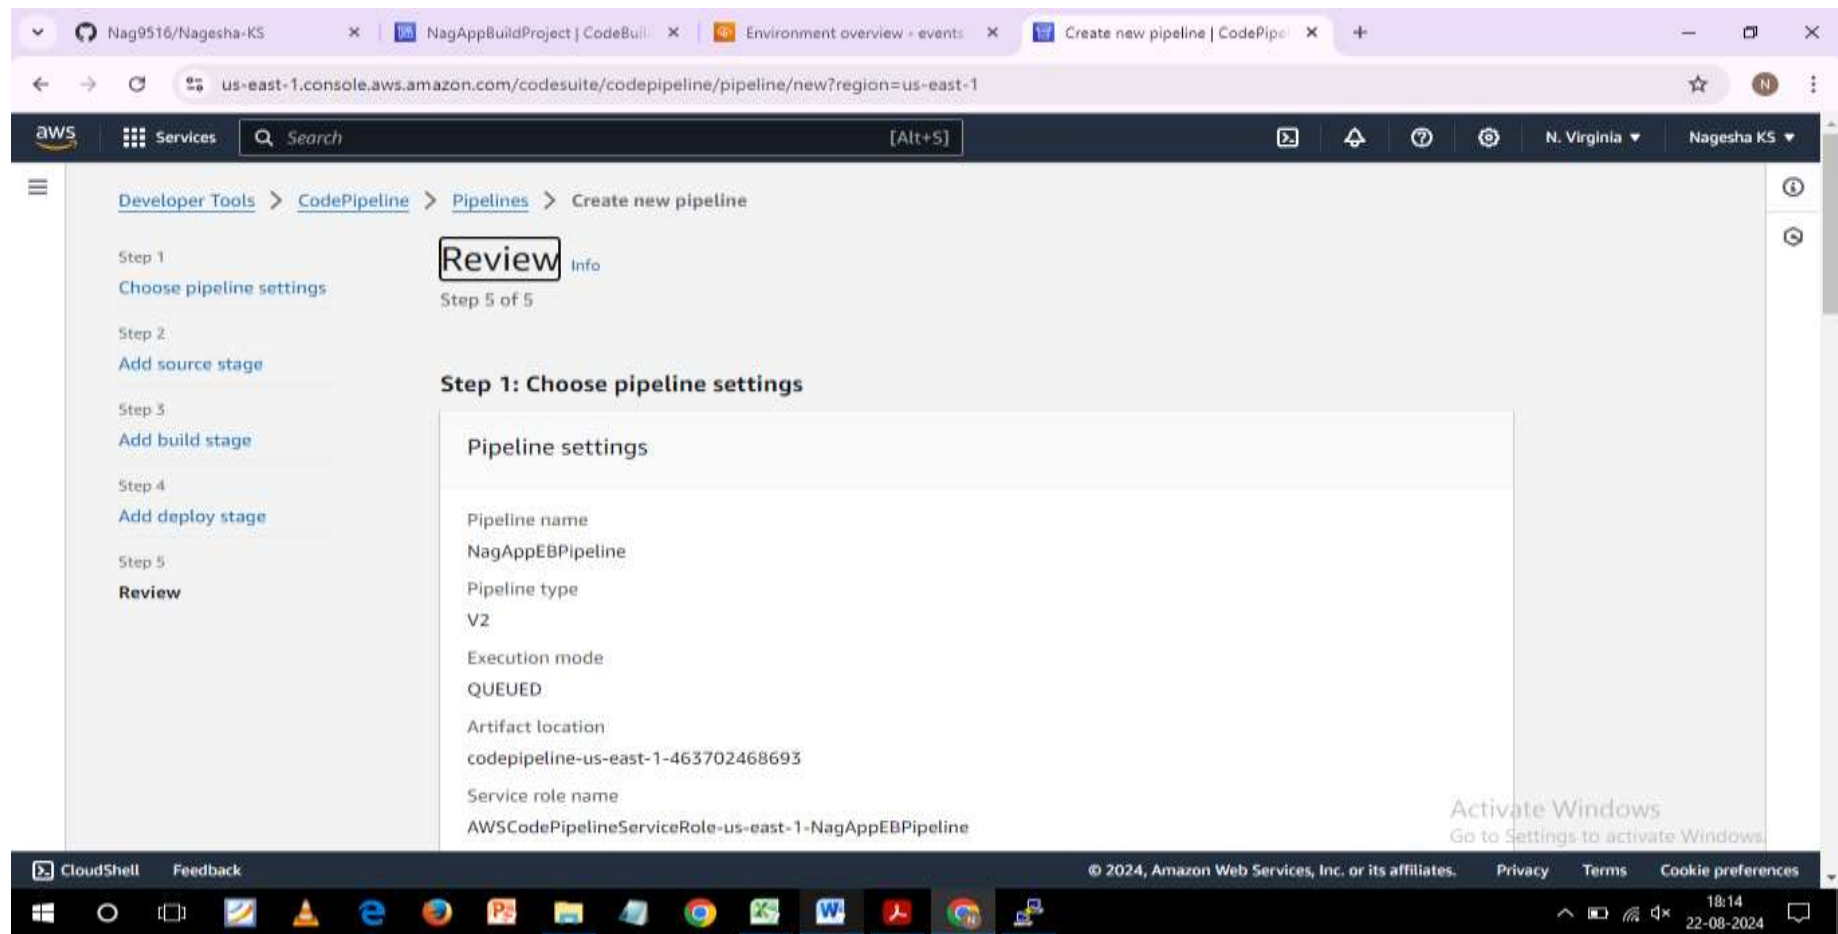 Nag9516/Nagesha-KS
NagAppBuildProject | CodeBuil
Environment overview - events
Create new pipeline | CodePipe
us-east-1.console.aws.amazon.com/codesuite/codepipeline/pipeline/new?region=us-east-1
N
aws
Services
Search
[Alt+S]
N. Virginia
Nagesha KS
Developer Tools > CodePipeline > Pipelines > Create new pipeline
Step 1
Choose pipeline settings
Step 2
Add source stage
Step 3
Add build stage
Step 4
Add deploy stage
Step 5
Review
Review Info
Step 5 of 5
Step 1: Choose pipeline settings
Pipeline settings
Pipeline name
NagAppEBPipeline
Pipeline type
V2
Execution mode
QUEUED
Artifact location
codepipeline-us-east-1-463702468693
Service role name
AWSCodePipelineServiceRole-us-east-1-NagAppEBPipeline
Activate Windows
Go to Settings to activate Windows.
CloudShell
Feedback
© 2024, Amazon Web Services, Inc. or its affiliates.
Privacy
Terms
Cookie preferences
18:14
22-08-2024